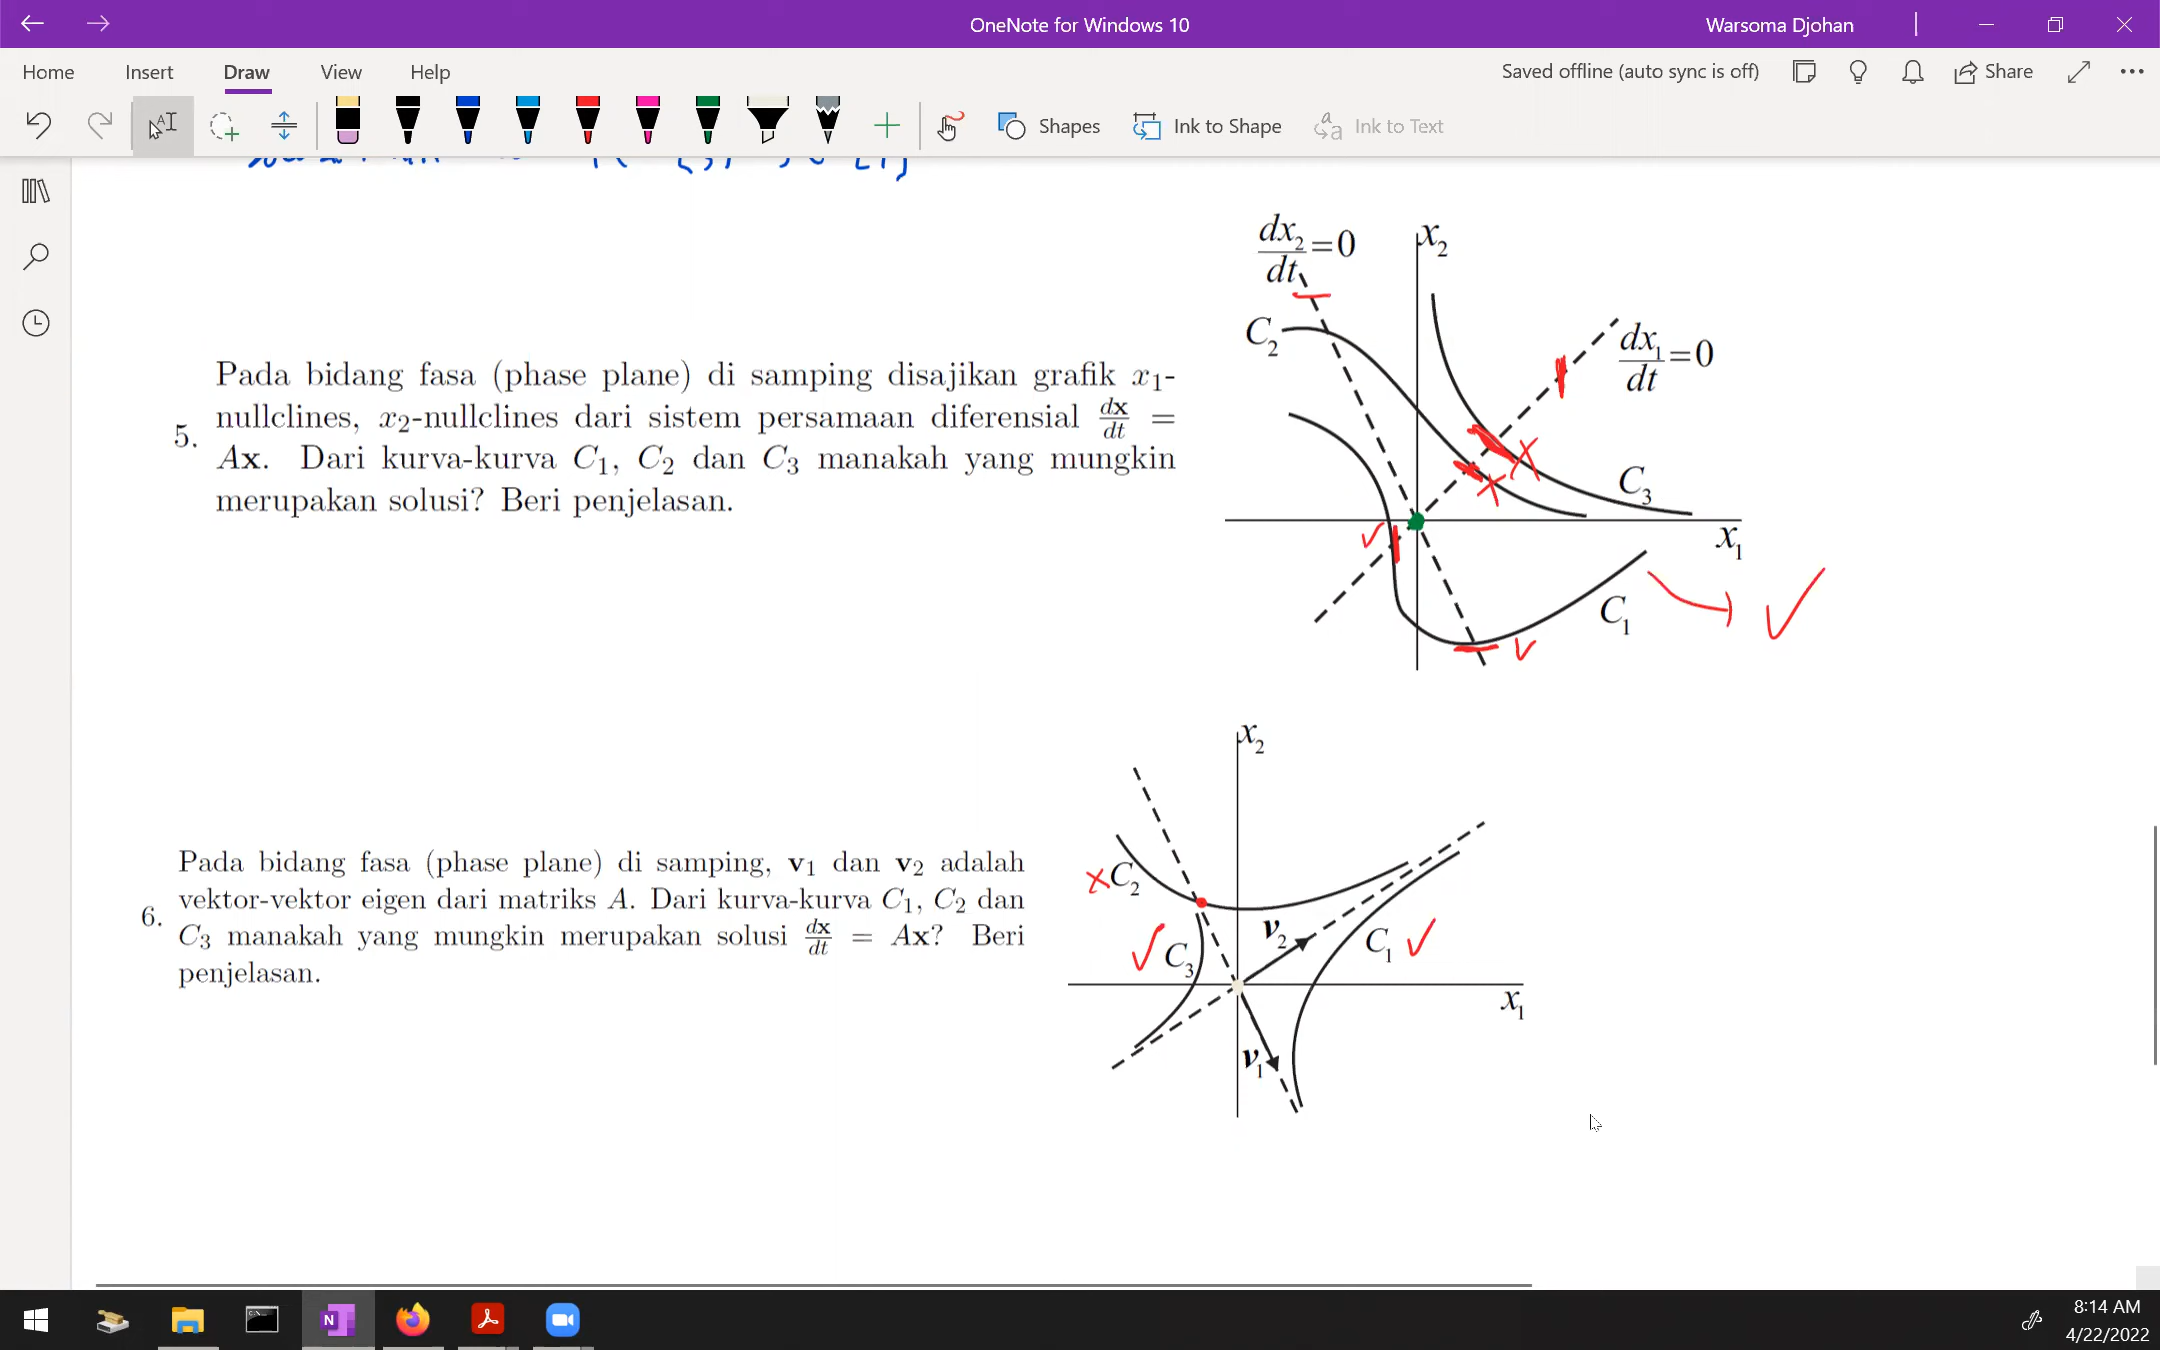 OneNote for Windows 10
Warsoma Djohan
Home Insert Draw View Help
Saved offline (auto sync is off)
Share
Shapes
Ink to Shape
Ink to Text
dx₂/dt = 0
x₂
C₂
dx₁/dt = 0
5. Pada bidang fasa (phase plane) di samping disajikan grafik x₁-
nullclines, x₂-nullclines dari sistem persamaan diferensial dx/dt =
Ax. Dari kurva-kurva C₁, C₂ dan C₃ manakah yang mungkin
merupakan solusi? Beri penjelasan.
C₃
x₁
C₁
x₂
6. Pada bidang fasa (phase plane) di samping, v₁ dan v₂ adalah
vektor-vektor eigen dari matriks A. Dari kurva-kurva C₁, C₂ dan
C₃ manakah yang mungkin merupakan solusi dx/dt = Ax? Beri
penjelasan.
C₂
v₂
C₁
C₃
x₁
v₁
8:14 AM
4/22/2022